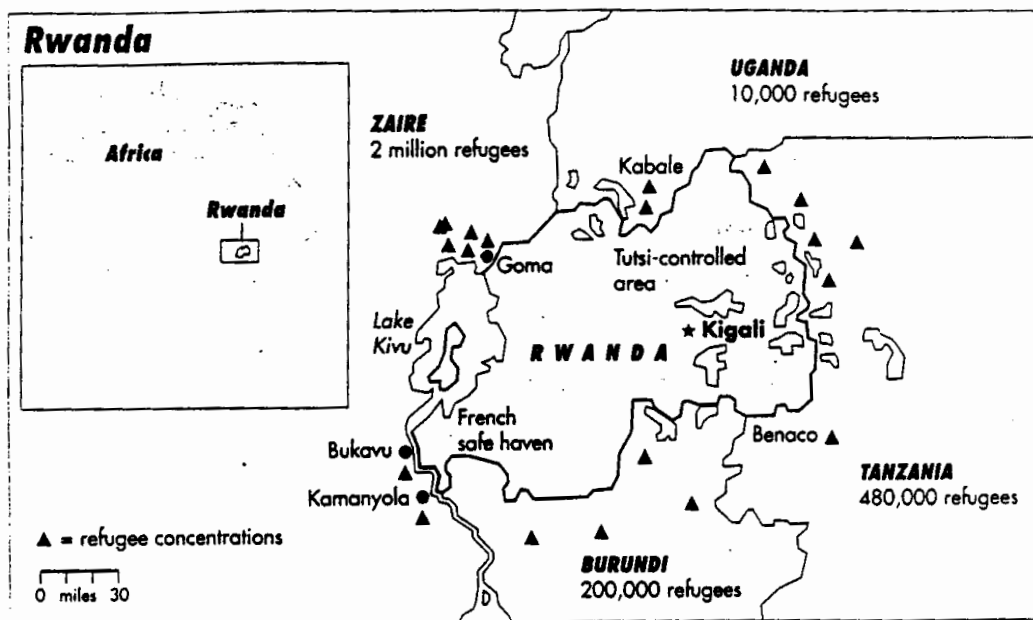 Rwanda
Africa
Rwanda
ZAIRE
2 million refugees
UGANDA
10,000 refugees
Kabale
Goma
Tutsi-controlled
area
Lake
Kivu
★ Kigali
RWANDA
French
safe haven
Bukavu
Kamanyola
Benaco
TANZANIA
480,000 refugees
BURUNDI
200,000 refugees
▲ = refugee concentrations
0 miles 30